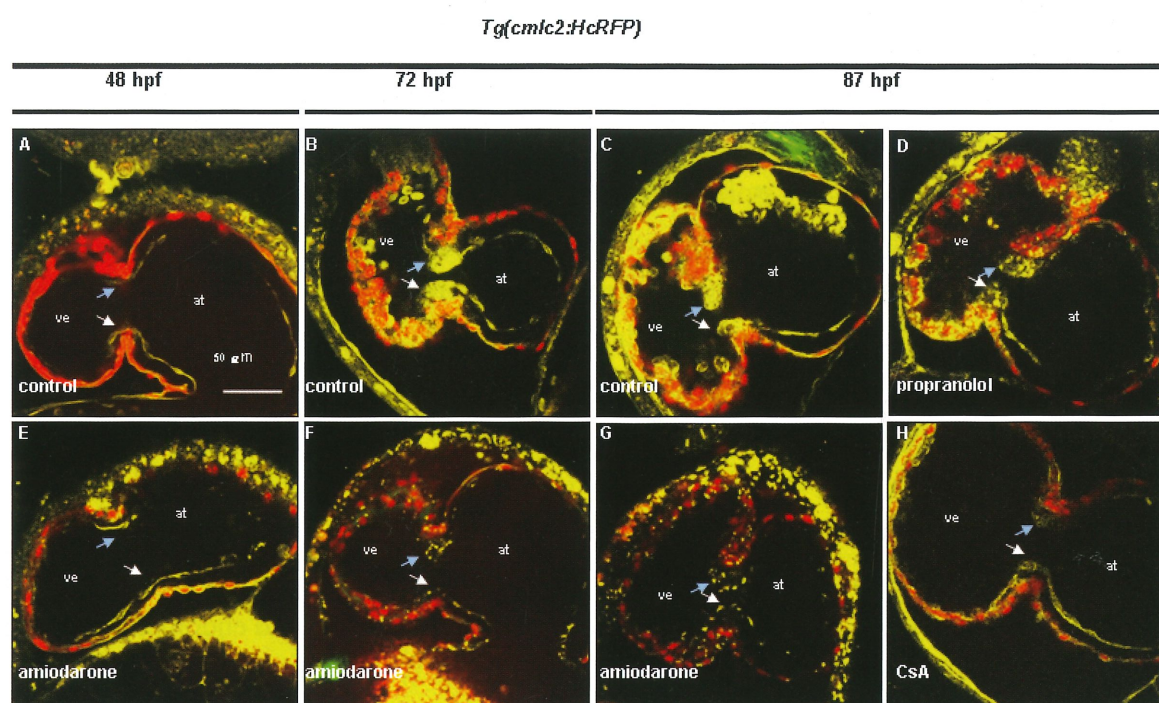 Tg(cmlc2:HcRFP)
48 hpf 72 hpf 87 hpf
A B C D
ve at ve at ve at ve at
50 gm
control control control propranolol
E F G H
ve at ve at ve at ve at
amiodarone amiodarone amiodarone CsA